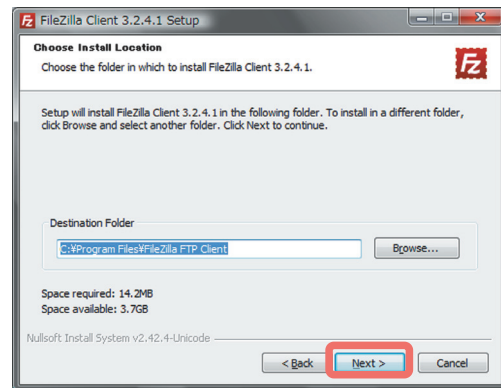 FileZilla Client 3.2.4.1 Setup
Choose Install Location
Choose the folder in which to install FileZilla Client 3.2.4.1.
Fz
Setup will install FileZilla Client 3.2.4.1 in the following folder. To install in a different folder,
click Browse and select another folder. Click Next to continue.
Destination Folder
C:¥Program Files¥FileZilla FTP Client
Browse...
Space required: 14.2MB
Space available: 3.7GB
Nullsoft Install System v2.42.4-Unicode
< Back Next > Cancel